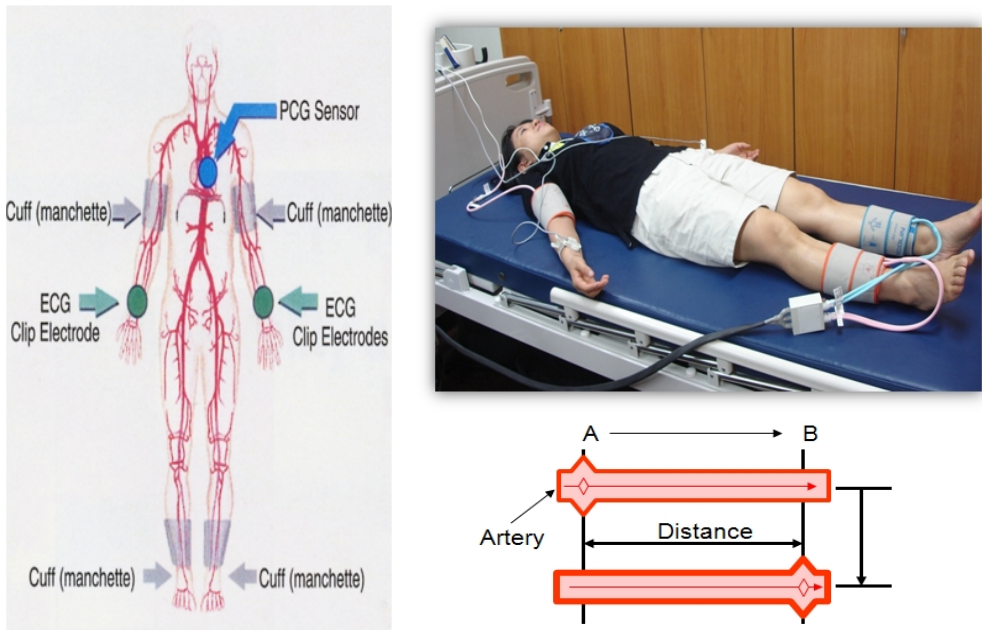 PCG Sensor
Cuff (manchette)
Cuff (manchette)
ECG
Clip Electrode
ECG
Clip Electrodes
Cuff (manchette)
Cuff (manchette)
A
B
Artery
Distance